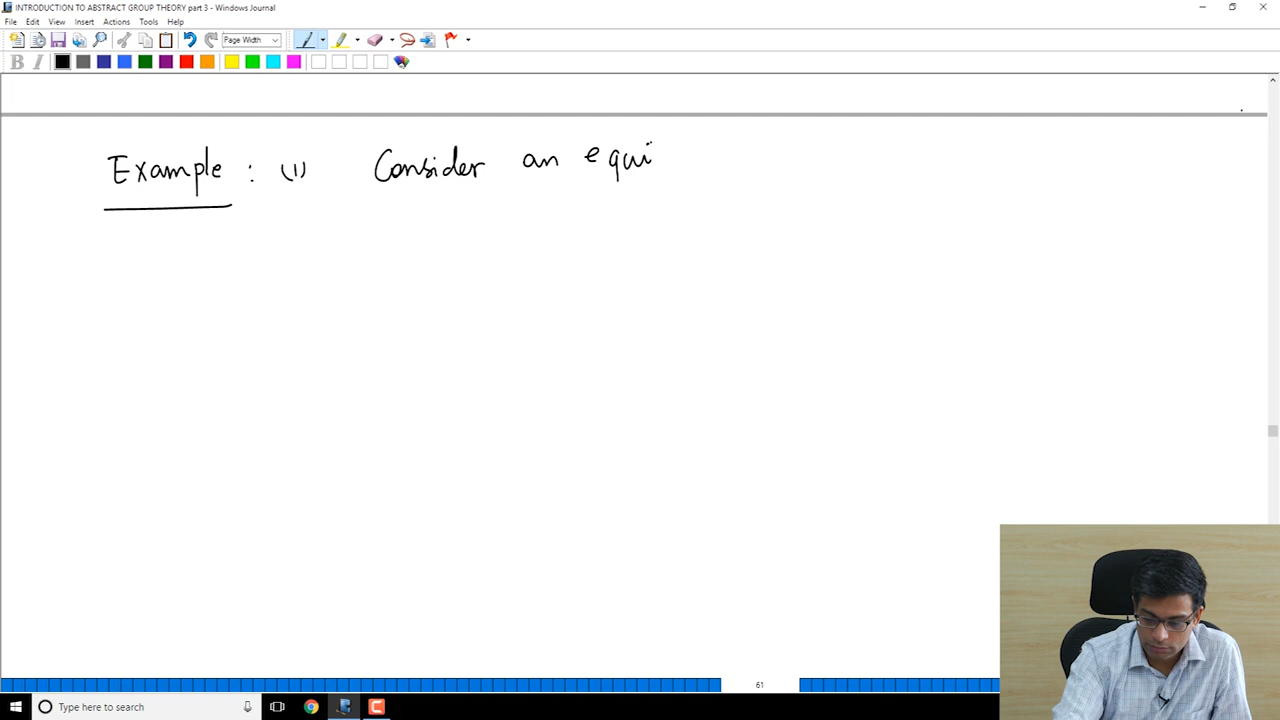 INTRODUCTION TO ABSTRACT GROUP THEORY part 3 - Windows Journal
File Edit View Insert Actions Tools Help
Page Width
B I
Example : (1) Consider an equi
61
Type here to search